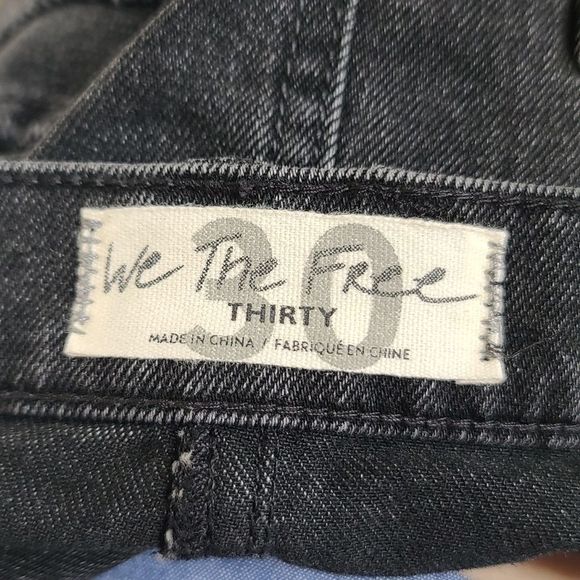 30
We The Free
THIRTY
MADE IN CHINA / FABRIQUÉ EN CHINE